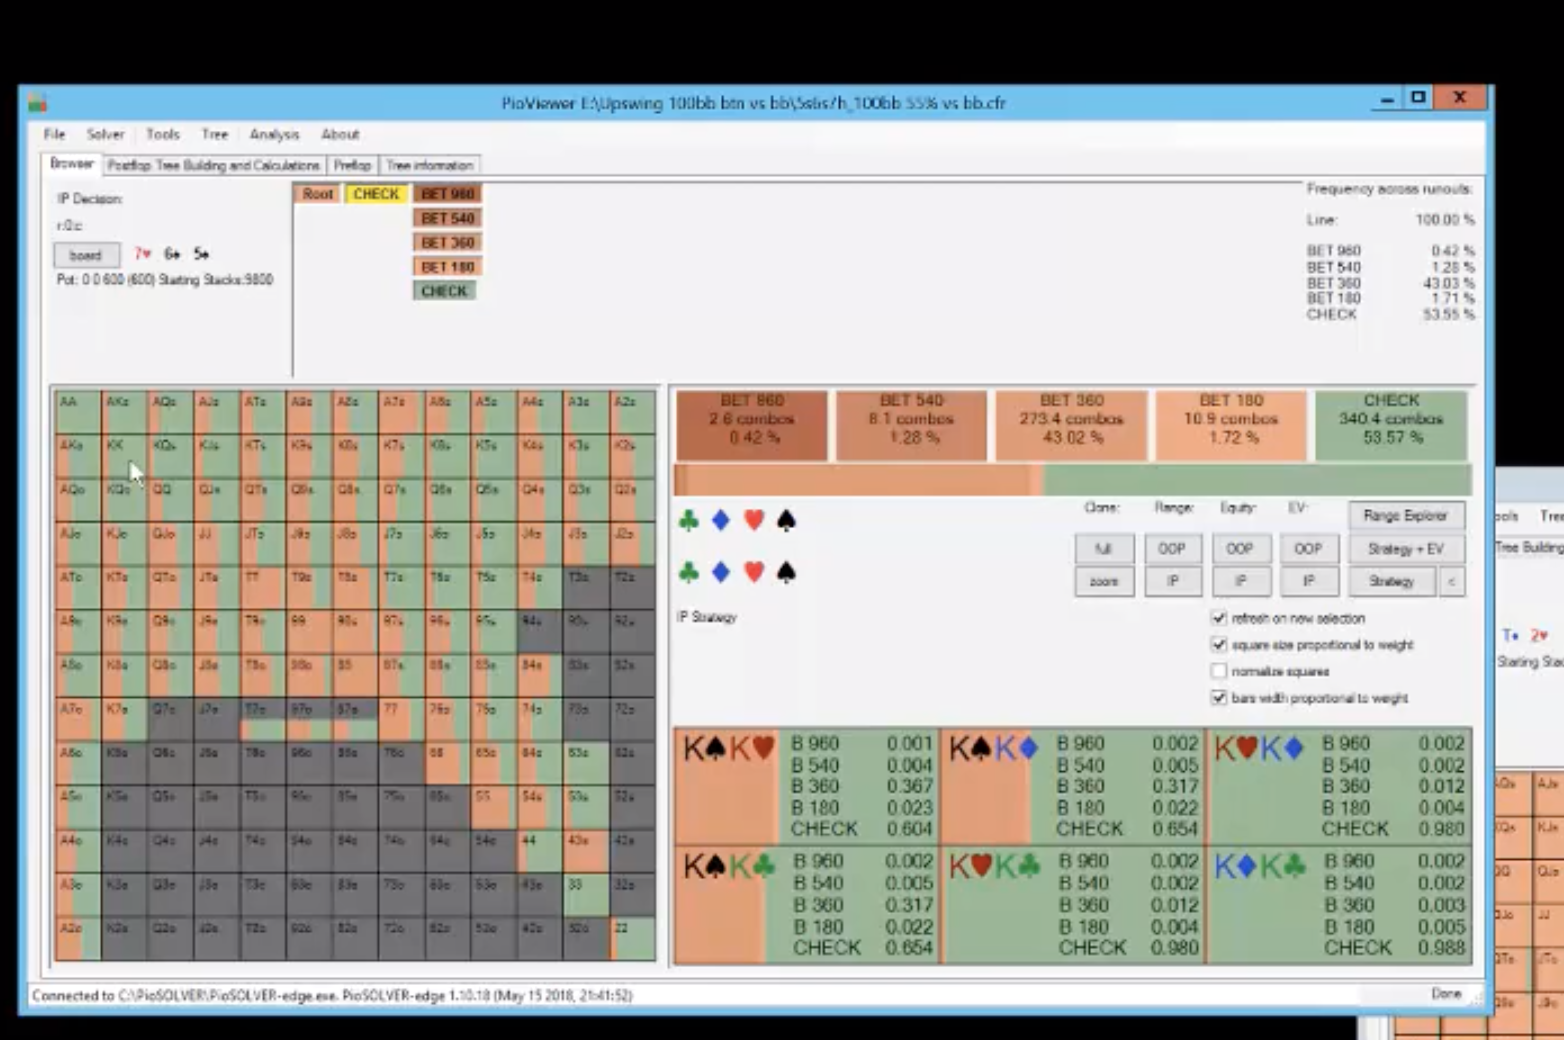 PioViewer E:\Upswing 100bb btn vs bb\5s6s7h_100bb 55% vs bb.cfr
File Solver Tools Tree Analysis About
Browser Postflop Tree Building and Calculations Preflop Tree information
IP Decision:
r:0:c
board 7♥ 6♠ 5♠
Pot: 0 0 600 (600) Starting Stacks:9800
Root CHECK BET 960
BET 540
BET 360
BET 180
CHECK
Frequency across runouts:
Line: 100.00 %
BET 960 0.42 %
BET 540 1.28 %
BET 360 43.03 %
BET 180 1.71 %
CHECK 53.55 %
AA AKs AQs AJs ATs A9s A8s A7s A6s A5s A4s A3s A2s
AKo KK KQs KJs KTs K9s K8s K7s K6s K5s K4s K3s K2s
AQo KQo QQ QJs QTs Q9s Q8s Q7s Q6s Q5s Q4s Q3s Q2s
AJo KJo QJo JJ JTs J9s J8s J7s J6s J5s J4s J3s J2s
ATo KTo QTo JTo TT T9s T8s T7s T6s T5s T4s T3s T2s
A9o K9o Q9o J9o T9o 99 98s 97s 96s 95s 94s 93s 92s
A8o K8o Q8o J8o T8o 98o 88 87s 86s 85s 84s 83s 82s
A7o K7o Q7o J7o T7o 97o 87o 77 76s 75s 74s 73s 72s
A6o K6o Q6o J6o T6o 96o 86o 76o 66 65s 64s 63s 62s
A5o K5o Q5o J5o T5o 95o 85o 75o 65o 55 54s 53s 52s
A4o K4o Q4o J4o T4o 94o 84o 74o 64o 54o 44 43s 42s
A3o K3o Q3o J3o T3o 93o 83o 73o 63o 53o 43o 33 32s
A2o K2o Q2o J2o T2o 92o 82o 72o 62o 52o 42o 32o 22
BET 960 BET 540 BET 360 BET 180 CHECK
2.6 combos 8.1 combos 273.4 combos 10.9 combos 340.4 combos
0.42 % 1.28 % 43.02 % 1.72 % 53.57 %
♣ ♦ ♥ ♠
♣ ♦ ♥ ♠
Clone: Range: Equity: EV: Range Explorer
full OOP OOP OOP Strategy + EV
zoom IP IP IP Strategy <
IP Strategy
refresh on new selection
square size proportional to weight
normalize squares
bars width proportional to weight
K♠K♥ B 960 0.001 K♠K♦ B 960 0.002 K♥K♦ B 960 0.002
B 540 0.004 B 540 0.005 B 540 0.002
B 360 0.367 B 360 0.317 B 360 0.012
B 180 0.023 B 180 0.022 B 180 0.004
CHECK 0.604 CHECK 0.654 CHECK 0.980
K♠K♣ B 960 0.002 K♥K♣ B 960 0.002 K♦K♣ B 960 0.002
B 540 0.005 B 540 0.002 B 540 0.002
B 360 0.317 B 360 0.012 B 360 0.003
B 180 0.022 B 180 0.004 B 180 0.005
CHECK 0.654 CHECK 0.980 CHECK 0.988
Connected to C:\PioSOLVER\PioSOLVER-edge.exe. PioSOLVER-edge 1.10.18 (May 15 2018, 21:41:52) Done
Tree Building
T♦ 2♥